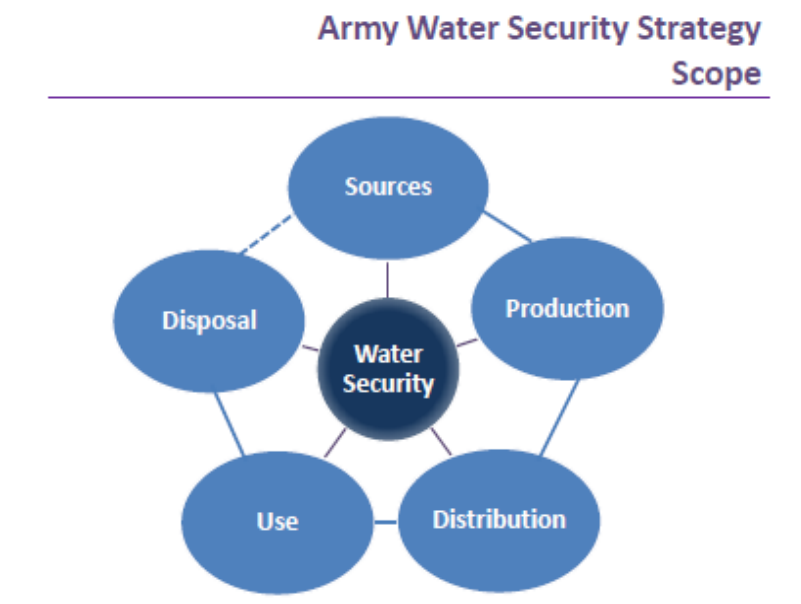 Army Water Security Strategy
Scope
Sources
Production
Disposal
Water
Security
Use
Distribution